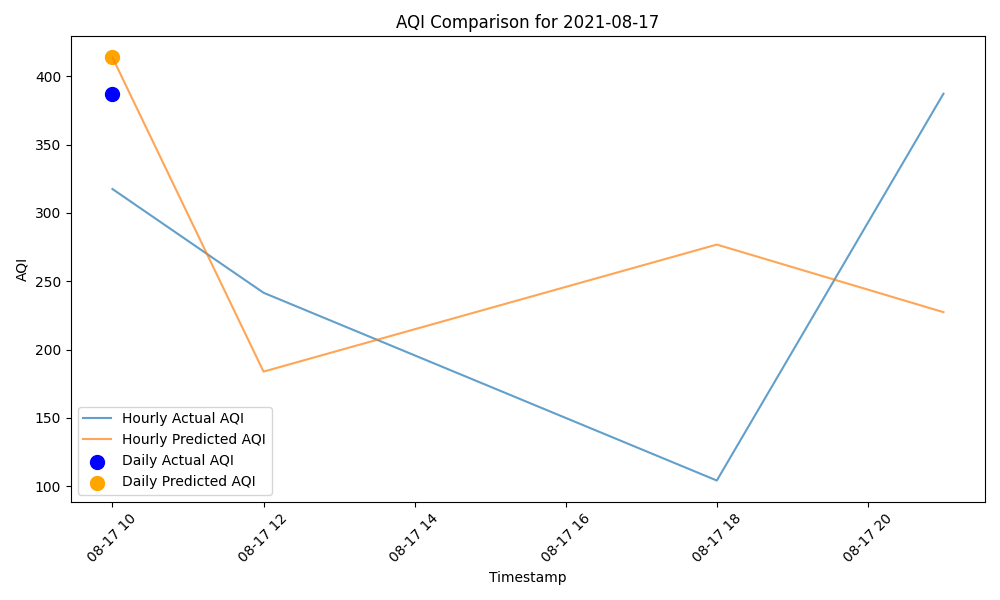 AQI Comparison for 2021-08-17
AQI
400
350
300
250
200
150
100
Hourly Actual AQI
Hourly Predicted AQI
Daily Actual AQI
Daily Predicted AQI
08-17 10
08-17 12
08-17 14
08-17 16
08-17 18
08-17 20
Timestamp